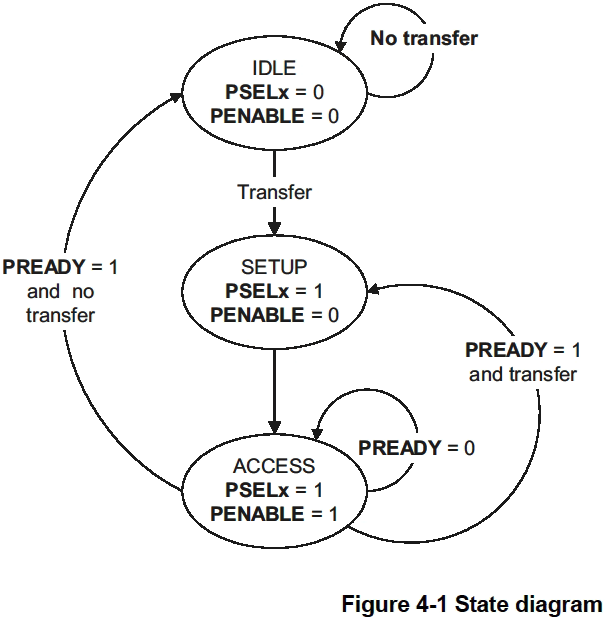 No transfer
IDLE
PSELx = 0
PENABLE = 0
Transfer
SETUP
PSELx = 1
PENABLE = 0
PREADY = 1
and no
transfer
PREADY = 1
and transfer
PREADY = 0
ACCESS
PSELx = 1
PENABLE = 1
Figure 4-1 State diagram